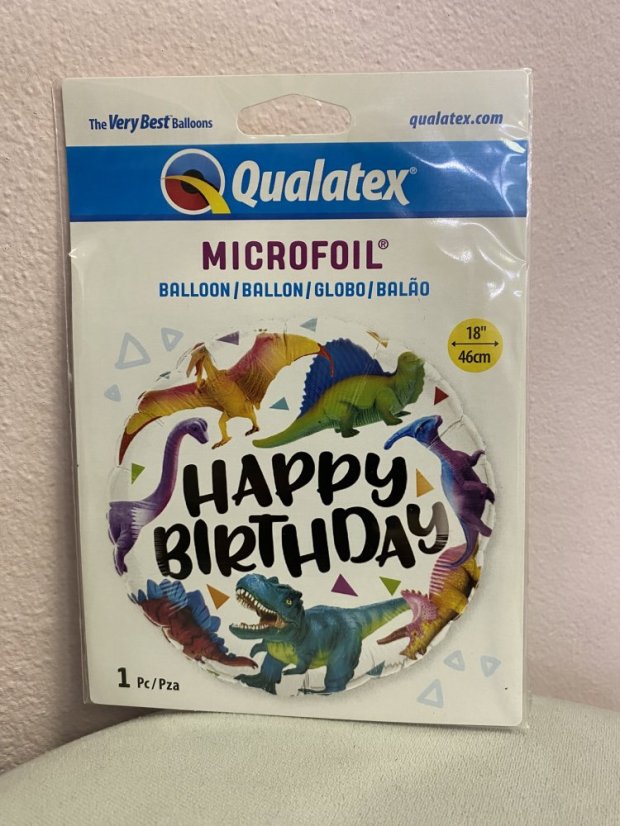 The Very Best Balloons
qualatex.com
Qualatex®
MICROFOIL®
BALLOON/BALLON/GLOBO/BALÃO
18"
46cm
HAPPY
BIRTHDAY
1 Pc/Pza